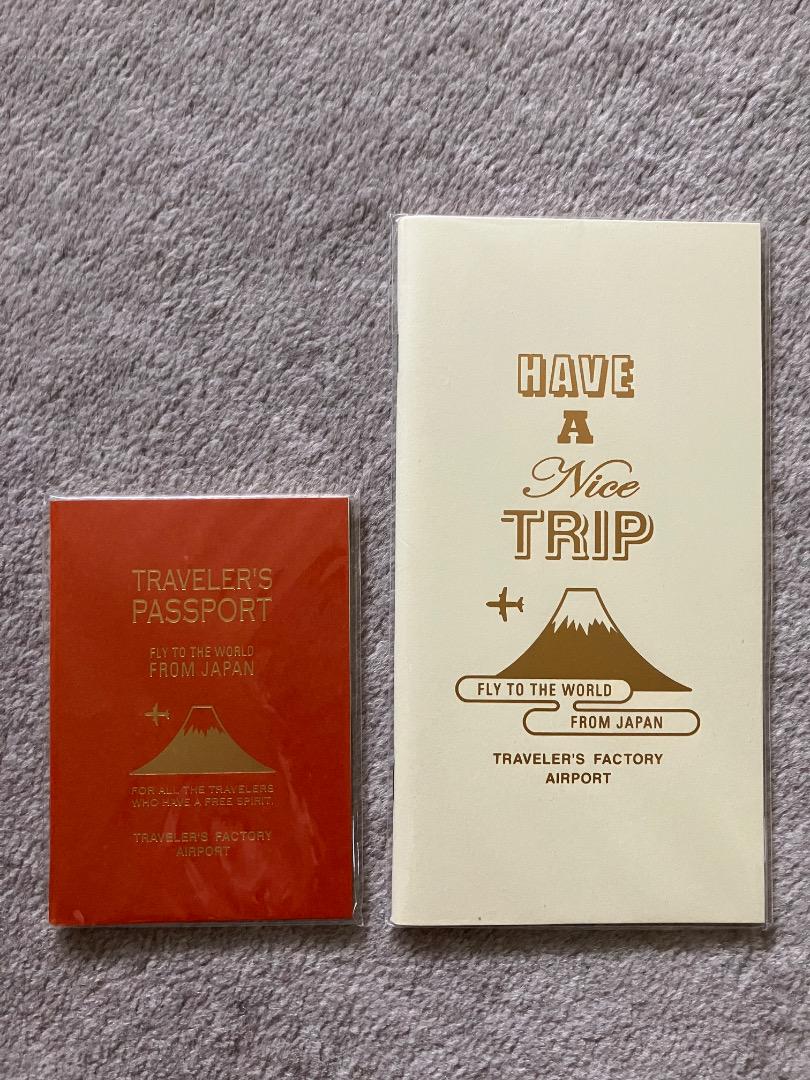 TRAVELER'S
PASSPORT
FLY TO THE WORLD
FROM JAPAN
FOR ALL THE TRAVELERS
WHO HAVE A FREE SPIRIT.
TRAVELER'S FACTORY
AIRPORT
HAVE
A
Nice
TRIP
FLY TO THE WORLD
FROM JAPAN
TRAVELER'S FACTORY
AIRPORT